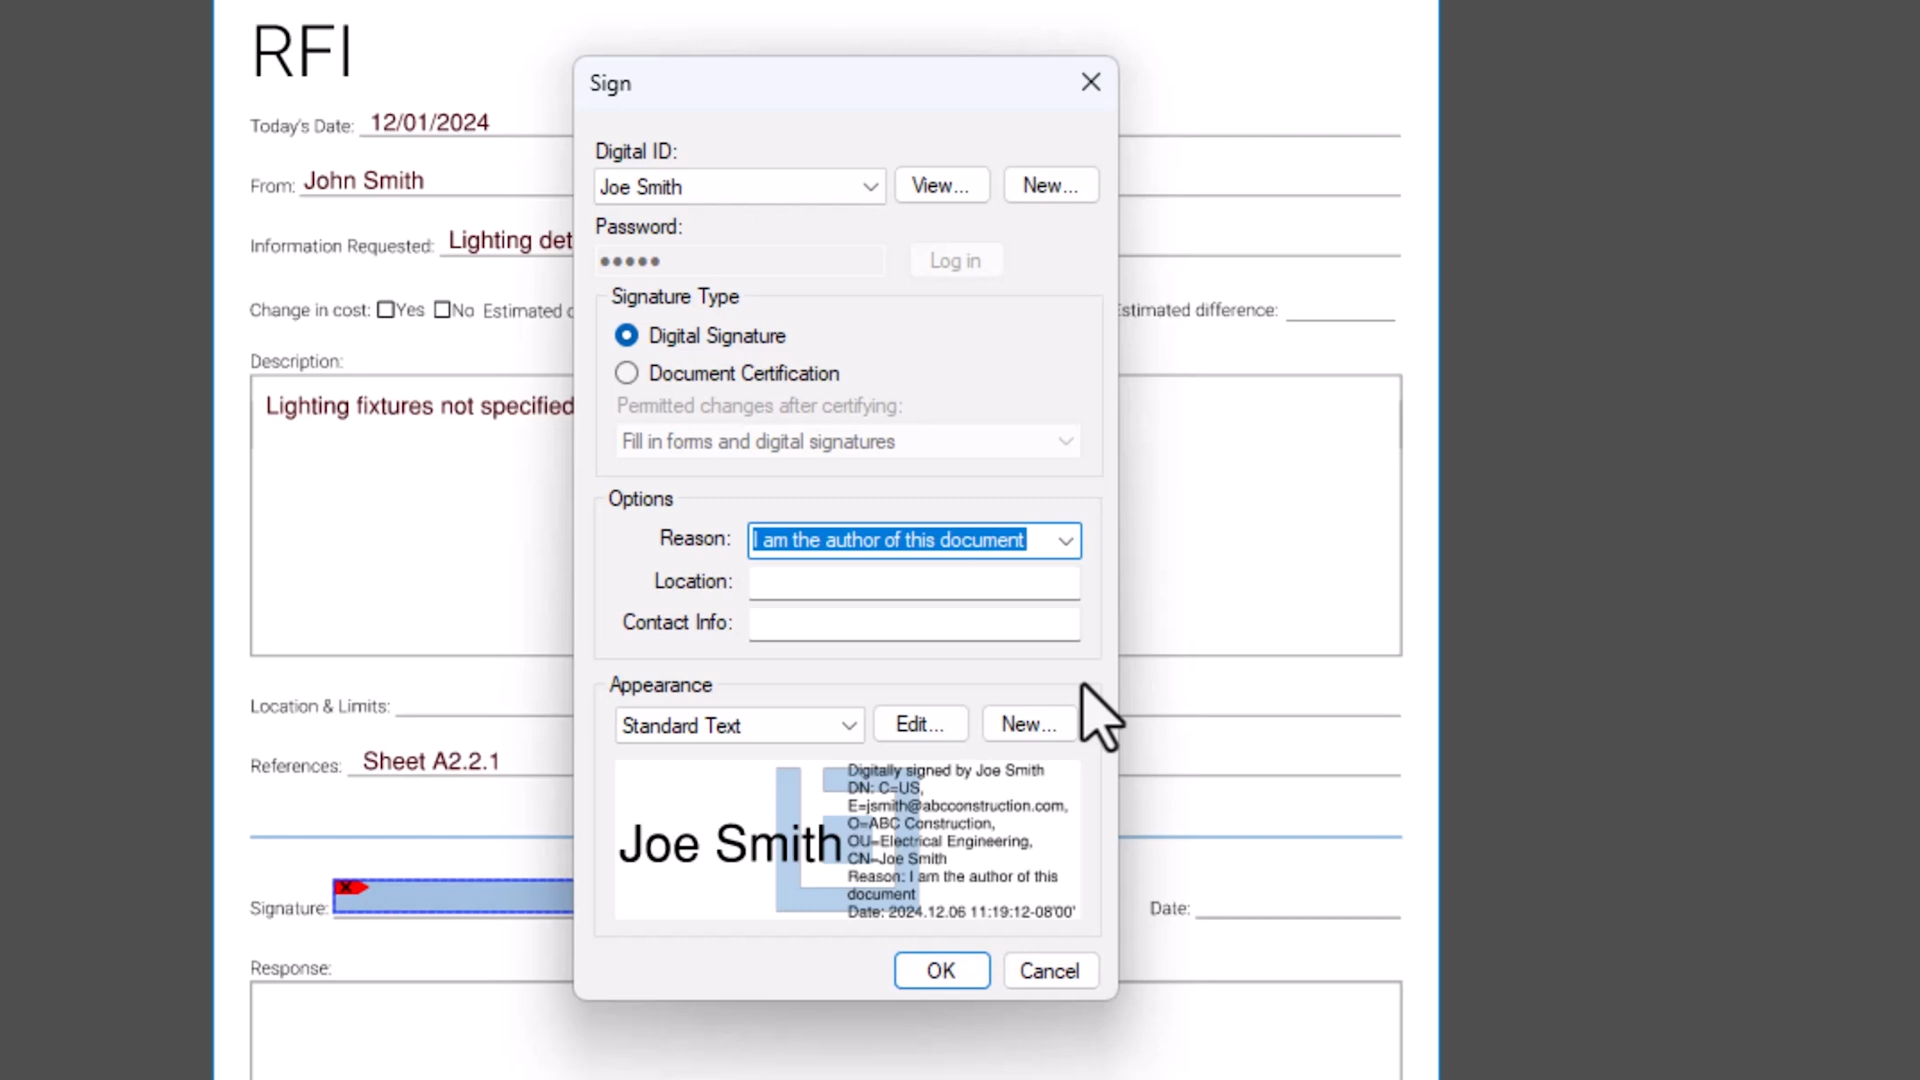 RFI
Sign
Today's Date: 12/01/2024
From: John Smith
Information Requested: Lighting det
Change in cost: Yes No Estimated
Estimated difference:
Description:
Lighting fixtures not specified
Location & Limits:
References: Sheet A2.2.1
Signature:
Date:
Response:
Digital ID:
Joe Smith
View...
New...
Password:
•••••
Log in
Signature Type
Digital Signature
Document Certification
Permitted changes after certifying:
Fill in forms and digital signatures
Options
Reason: I am the author of this document
Location:
Contact Info:
Appearance
Standard Text
Edit...
New...
Joe Smith
Digitally signed by Joe Smith
DN: C=US,
E=jsmith@abcconstruction.com,
O=ABC Construction,
OU=Electrical Engineering,
CN=Joe Smith
Reason: I am the author of this
document
Date: 2024.12.06 11:19:12-08'00'
OK
Cancel